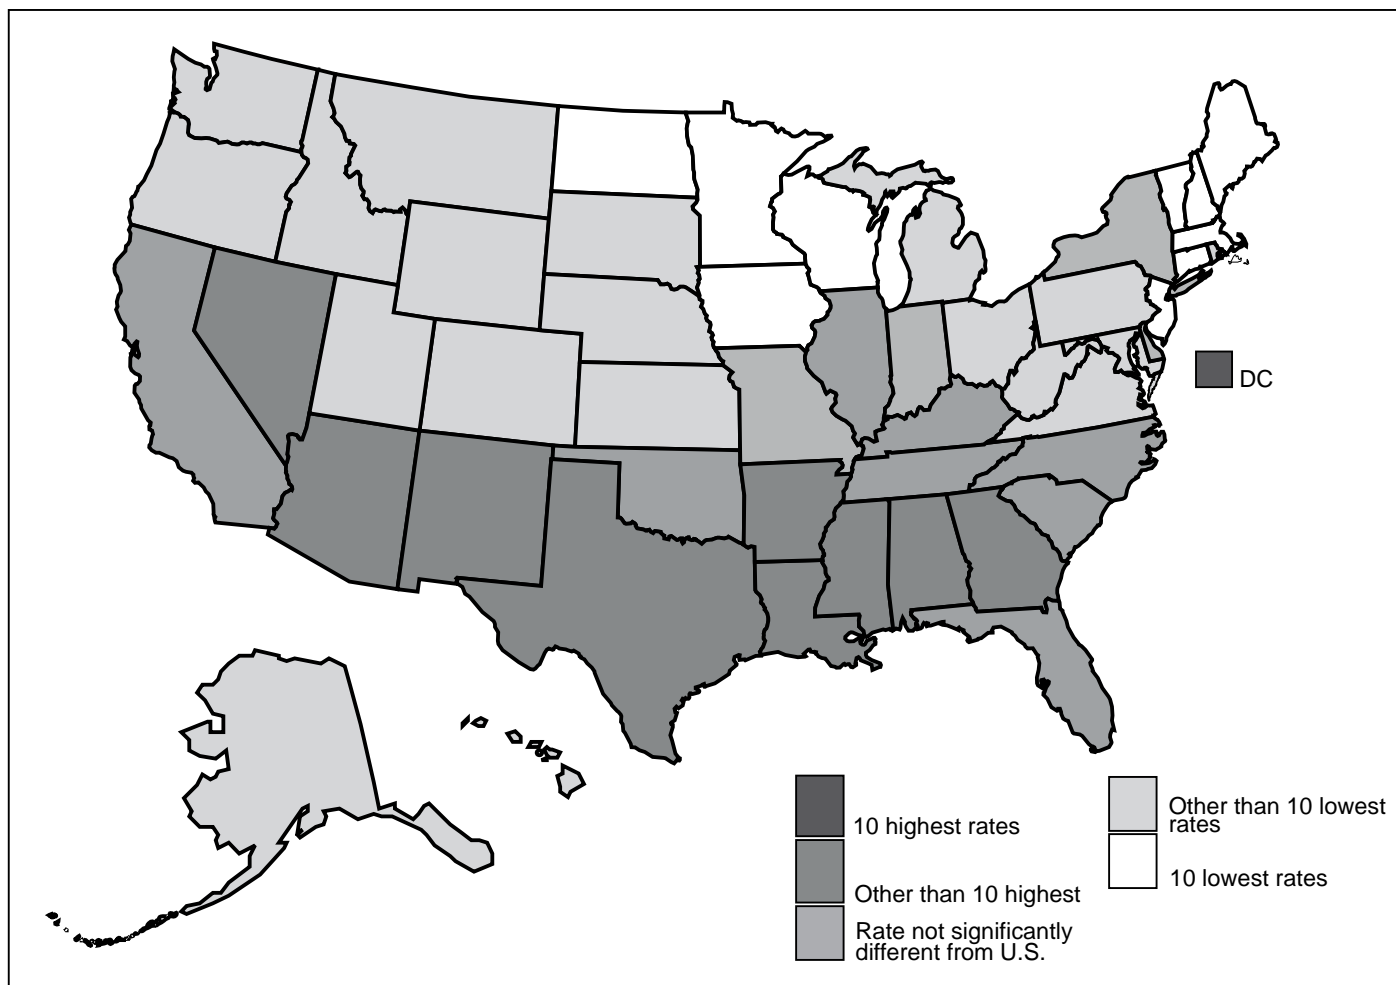 DC
10 highest rates
Other than 10 highest
Rate not significantly
different from U.S.
Other than 10 lowest
rates
10 lowest rates